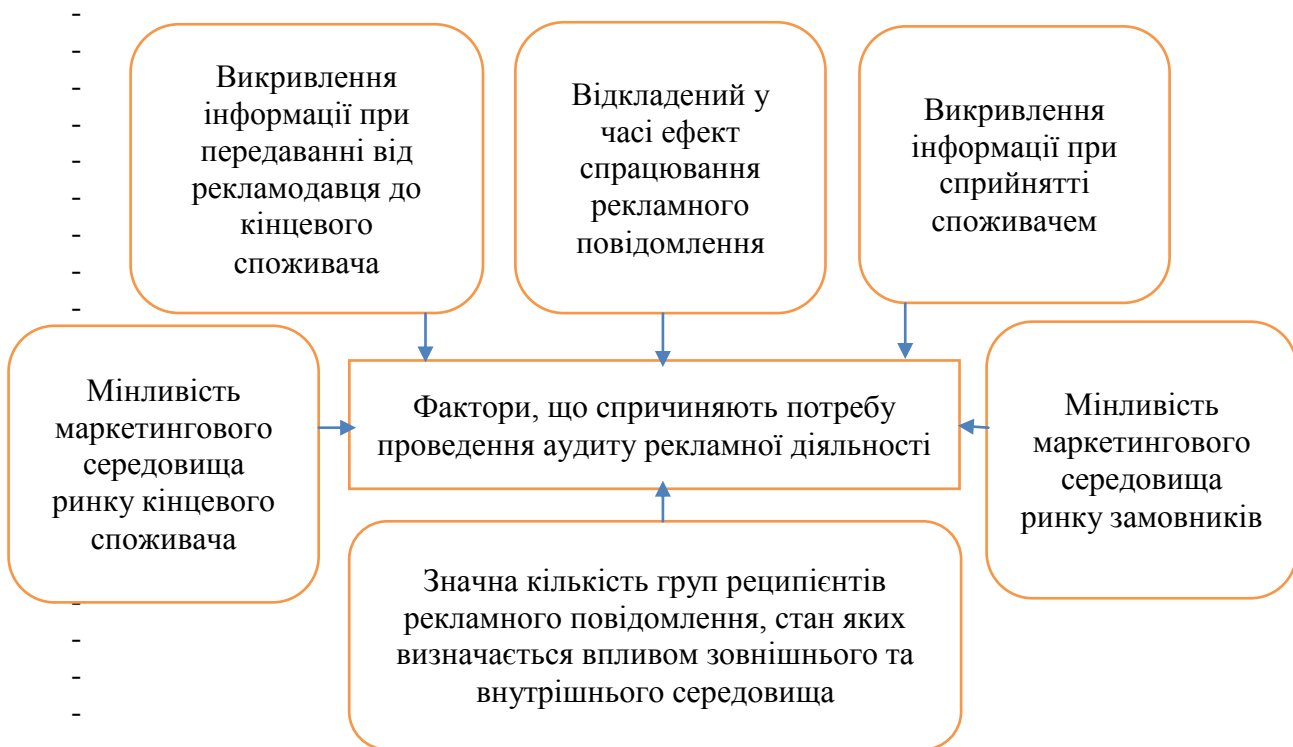 Викривлення
інформації при
передаванні від
рекламодавця до
кінцевого
споживача
Відкладений у
часі ефект
спрацювання
рекламного
повідомлення
Викривлення
інформації при
сприйнятті
споживачем
Мінливість
маркетингового
середовища
ринку кінцевого
споживача
Фактори, що спричиняють потребу
проведення аудиту рекламної діяльності
Мінливість
маркетингового
середовища
ринку замовників
Значна кількість груп реципієнтів
рекламного повідомлення, стан яких
визначається впливом зовнішнього та
внутрішнього середовища